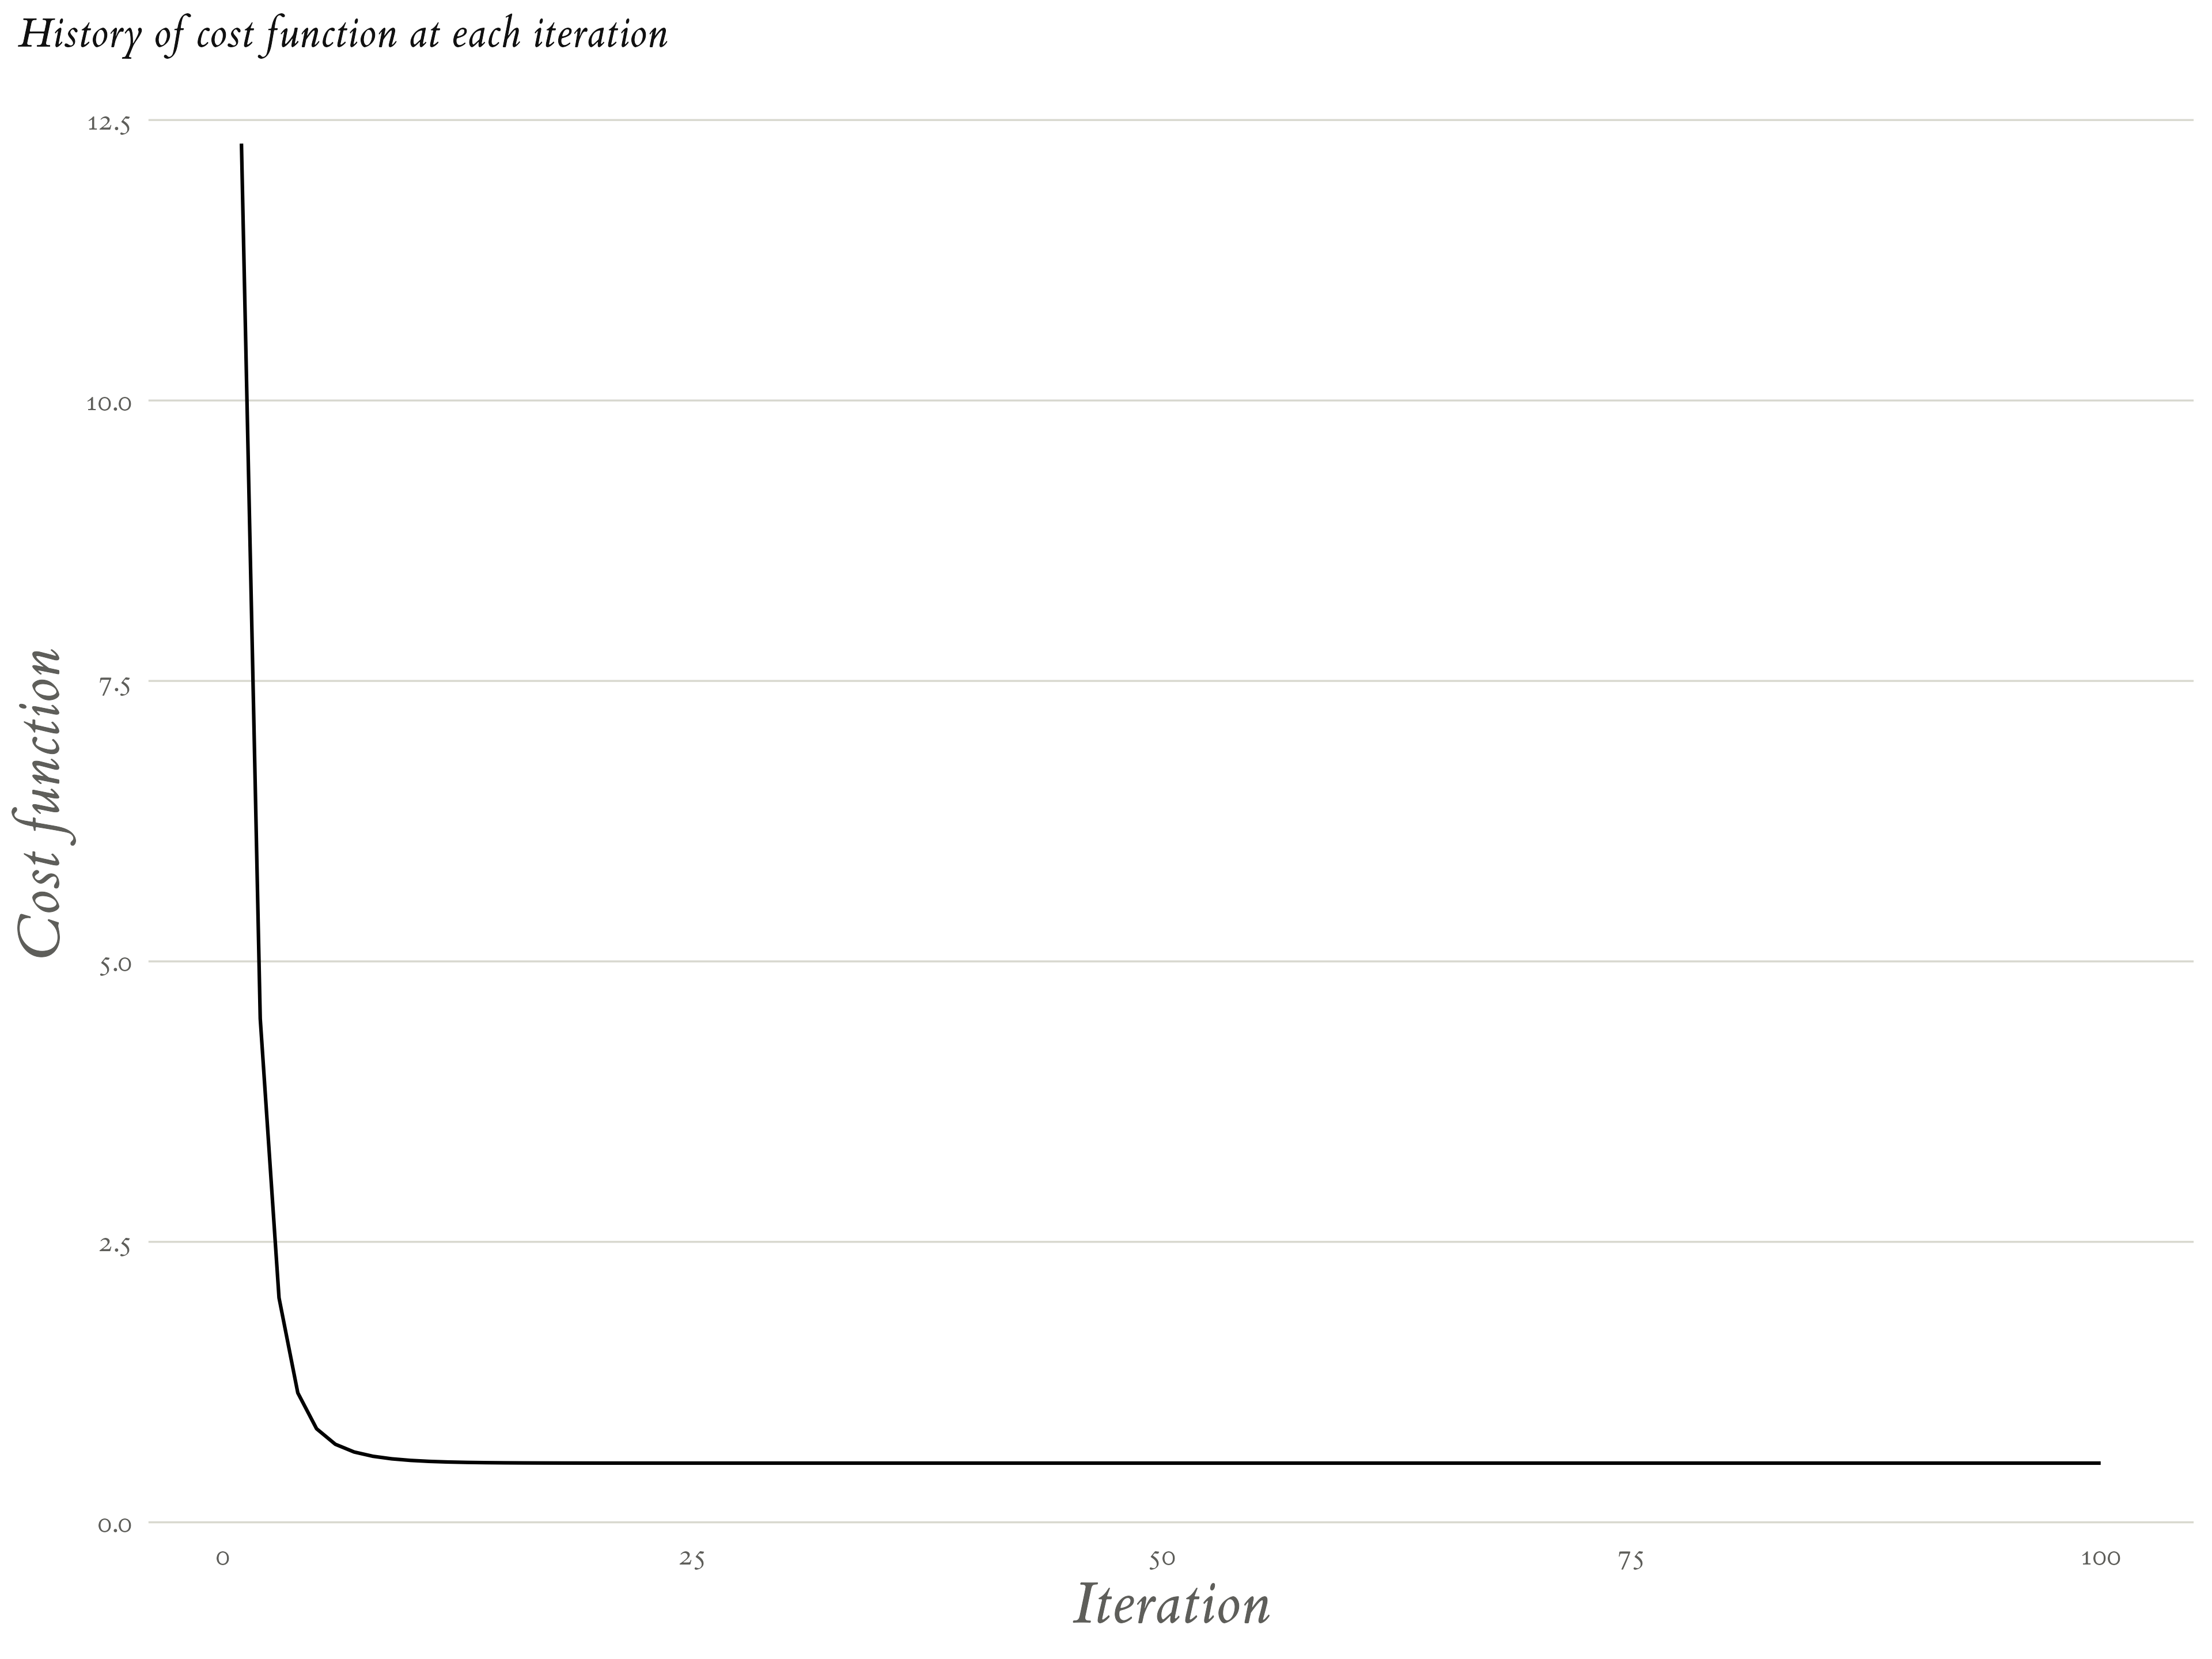 History of cost function at each iteration
12.5
10.0
7.5
5.0
2.5
0.0
Cost function
0 25 50 75 100
Iteration